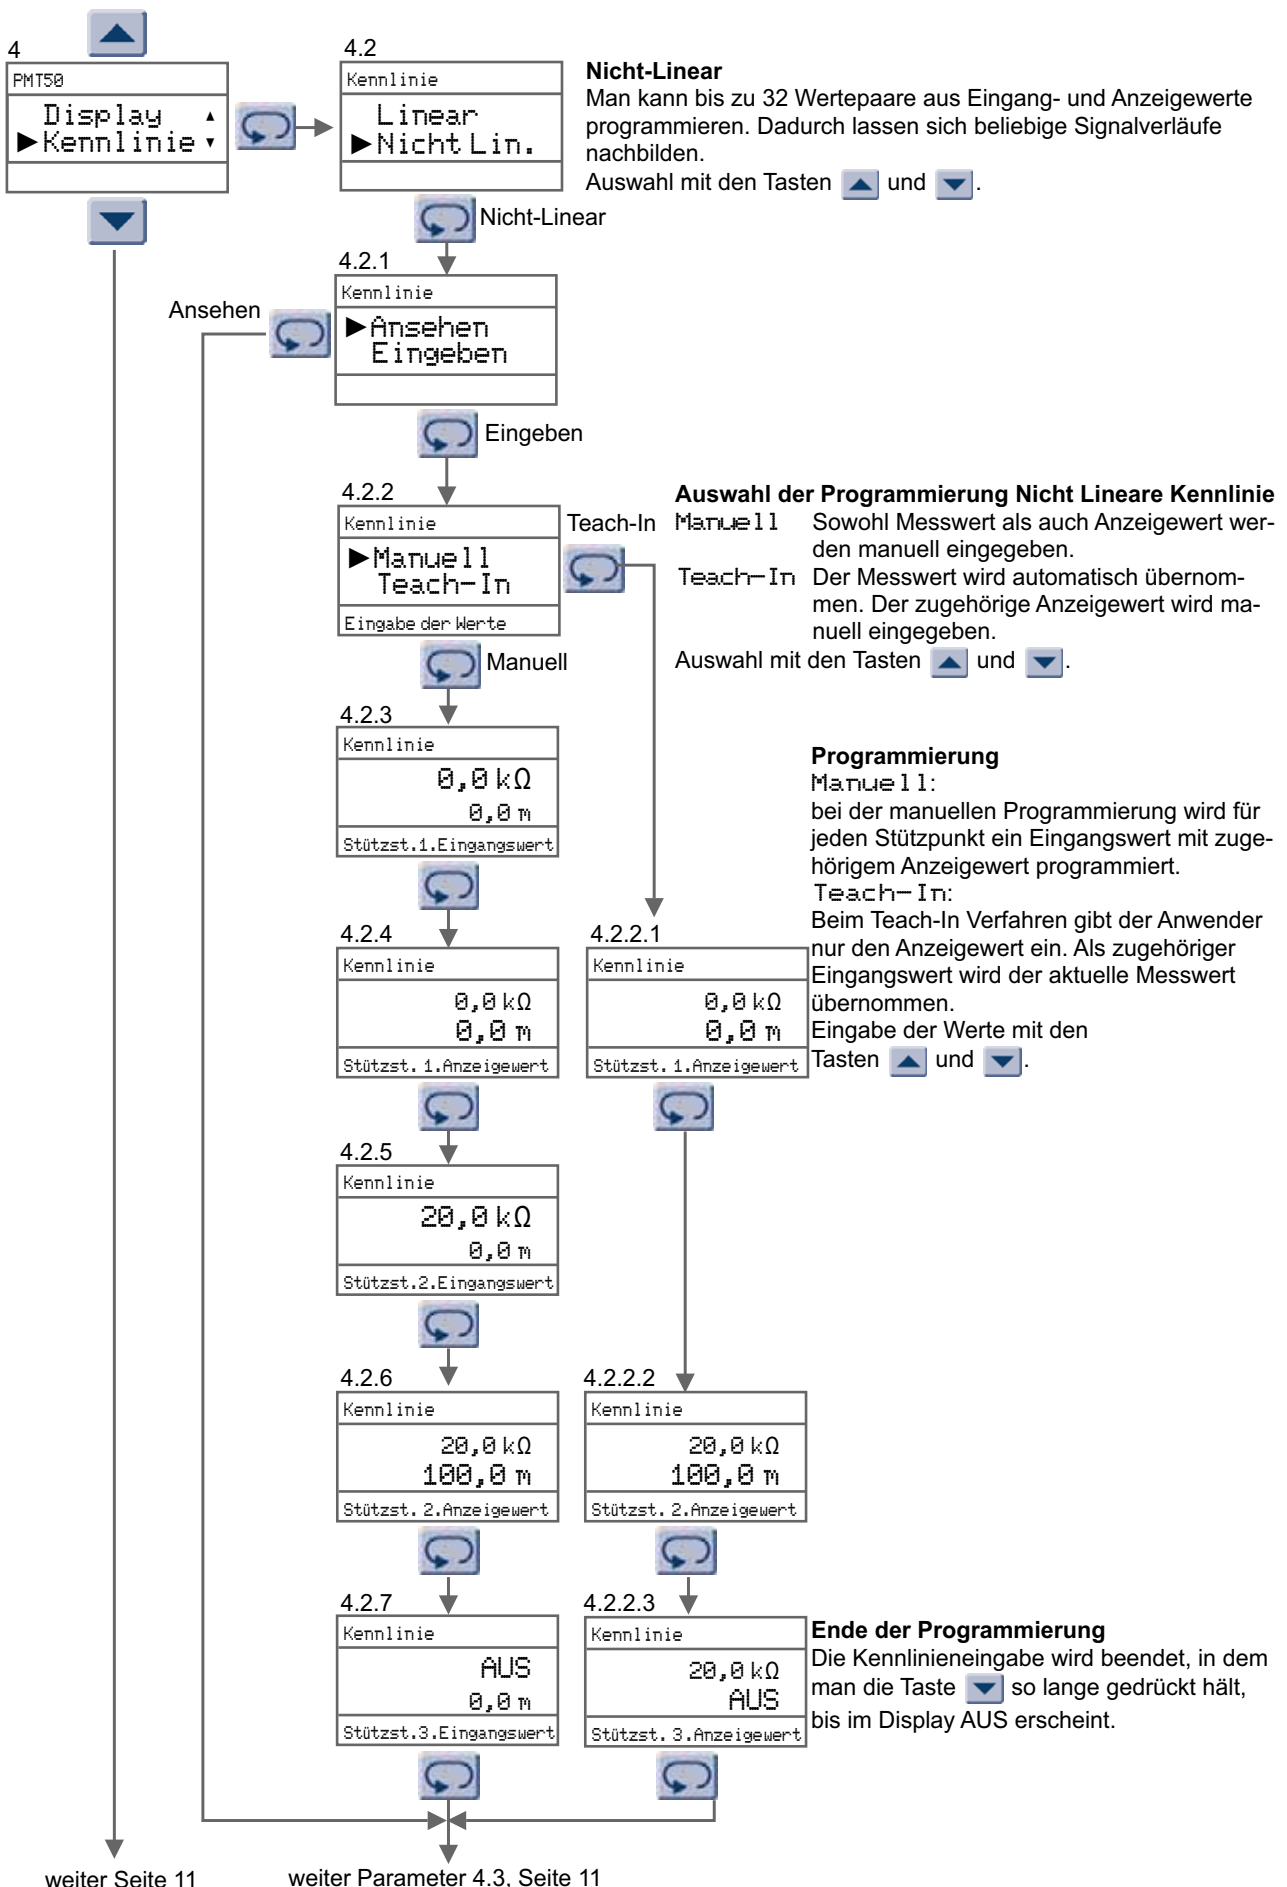 4
PMT50
Display
Kennlinie
4.2
Kennlinie
Linear
Nicht Lin.
Nicht-Linear
Man kann bis zu 32 Wertepaare aus Eingang- und Anzeigewerte
programmieren. Dadurch lassen sich beliebige Signalverläufe
nachbilden.
Auswahl mit den Tasten und .
Nicht-Linear
4.2.1
Kennlinie
Ansehen
Eingeben
Ansehen
Eingeben
4.2.2
Kennlinie
Manuell
Teach-In
Eingabe der Werte
Teach-In
Manuell
Auswahl der Programmierung Nicht Lineare Kennlinie
Manuell Sowohl Messwert als auch Anzeigewert wer-
den manuell eingegeben.
Teach-In Der Messwert wird automatisch übernom-
men. Der zugehörige Anzeigewert wird ma-
nuell eingegeben.
Auswahl mit den Tasten und .
4.2.3
Kennlinie
0,0 kΩ
0,0 m
Stützst.1.Eingangswert
Programmierung
Manuell:
bei der manuellen Programmierung wird für
jeden Stützpunkt ein Eingangswert mit zuge-
hörigem Anzeigewert programmiert.
Teach-In:
Beim Teach-In Verfahren gibt der Anwender
nur den Anzeigewert ein. Als zugehöriger
Eingangswert wird der aktuelle Messwert
übernommen.
Eingabe der Werte mit den
Tasten und .
4.2.4
Kennlinie
0,0 kΩ
0,0 m
Stützst. 1.Anzeigewert
4.2.2.1
Kennlinie
0,0 kΩ
0,0 m
Stützst. 1.Anzeigewert
4.2.5
Kennlinie
20,0 kΩ
0,0 m
Stützst.2.Eingangswert
4.2.6
Kennlinie
20,0 kΩ
100,0 m
Stützst. 2.Anzeigewert
4.2.2.2
Kennlinie
20,0 kΩ
100,0 m
Stützst. 2.Anzeigewert
4.2.7
Kennlinie
AUS
0,0 m
Stützst.3.Eingangswert
4.2.2.3
Kennlinie
20,0 kΩ
AUS
Stützst. 3.Anzeigewert
Ende der Programmierung
Die Kennlinieneingabe wird beendet, in dem
man die Taste so lange gedrückt hält,
bis im Display AUS erscheint.
weiter Seite 11
weiter Parameter 4.3, Seite 11